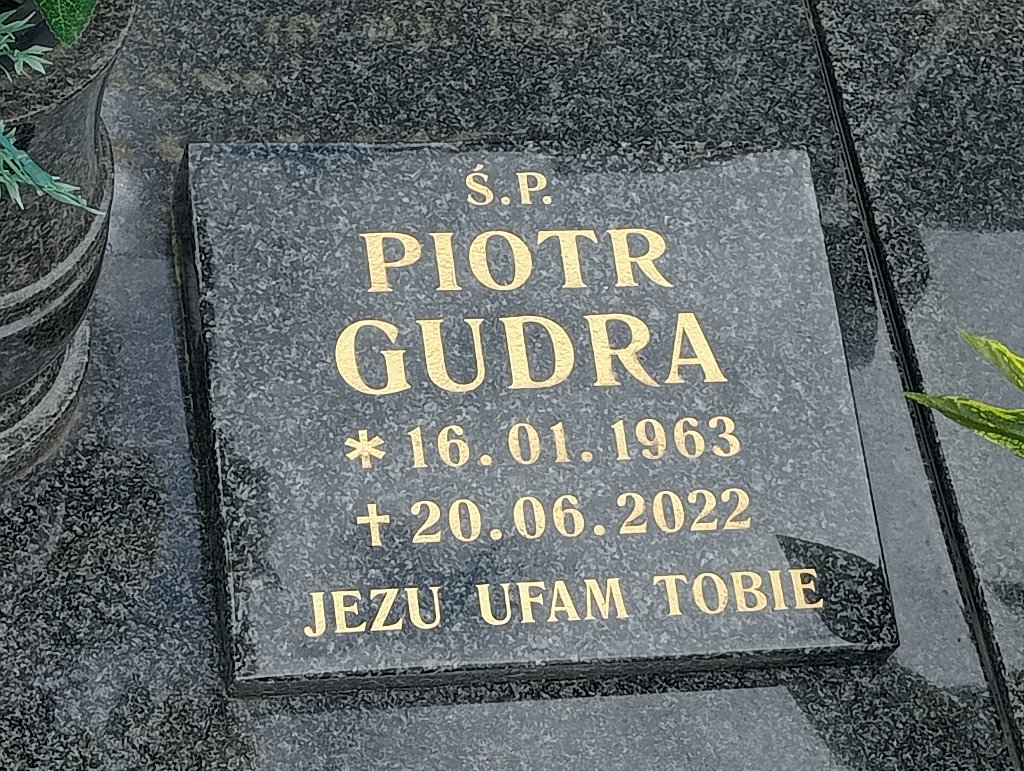 Ś.P.
PIOTR
GUDRA
* 16.01.1963
† 20.06.2022
JEZU UFAM TOBIE